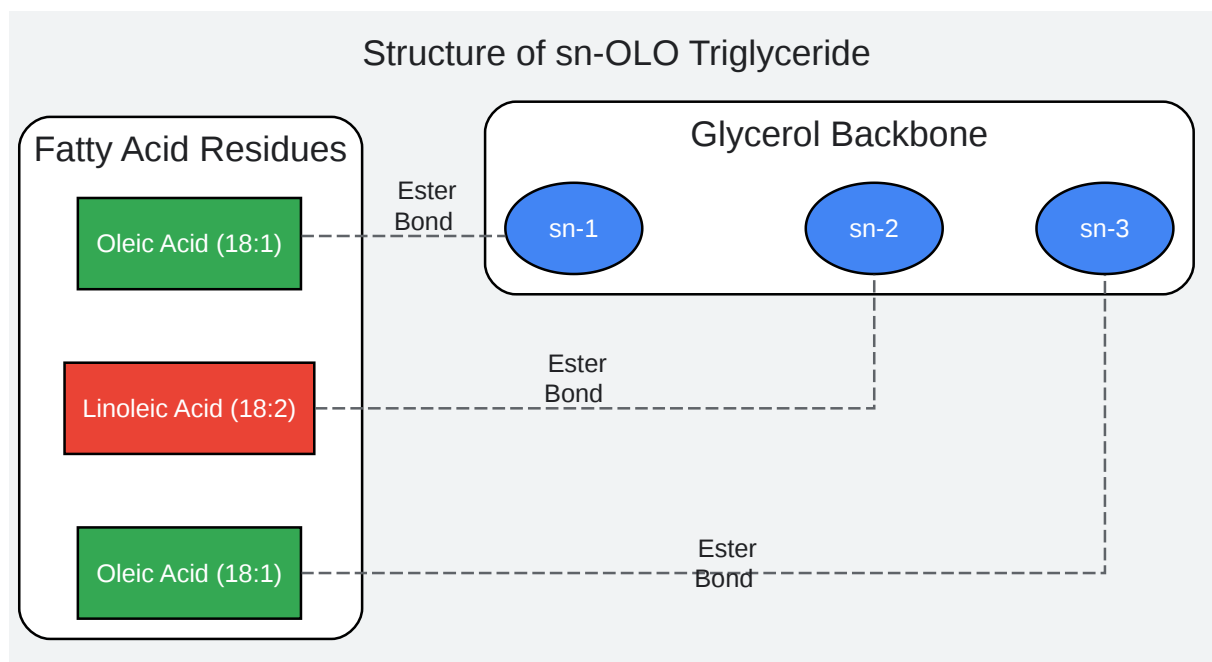 Structure of sn-OLO Triglyceride
Fatty Acid Residues
Glycerol Backbone
Oleic Acid (18:1)
Ester
Bond
sn-1
sn-2
sn-3
Linoleic Acid (18:2)
Ester
Bond
Oleic Acid (18:1)
Ester
Bond